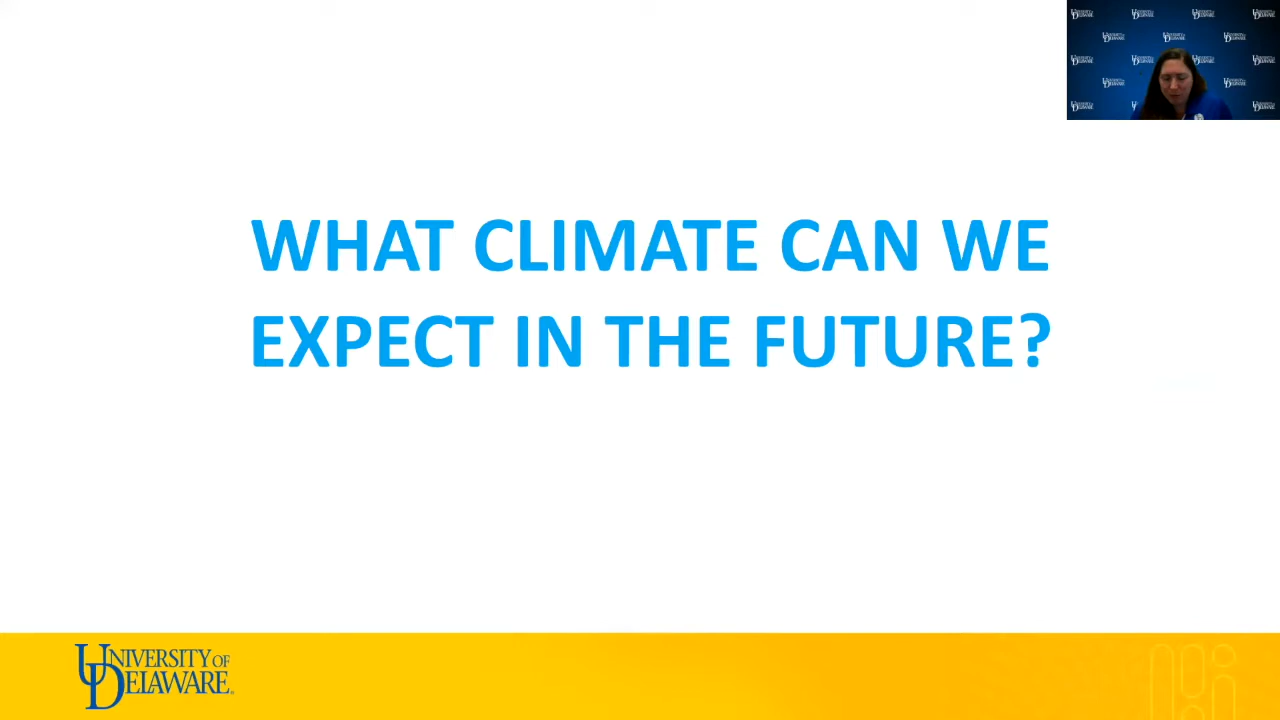 WHAT CLIMATE CAN WE
EXPECT IN THE FUTURE?
UNIVERSITY OF
DELAWARE